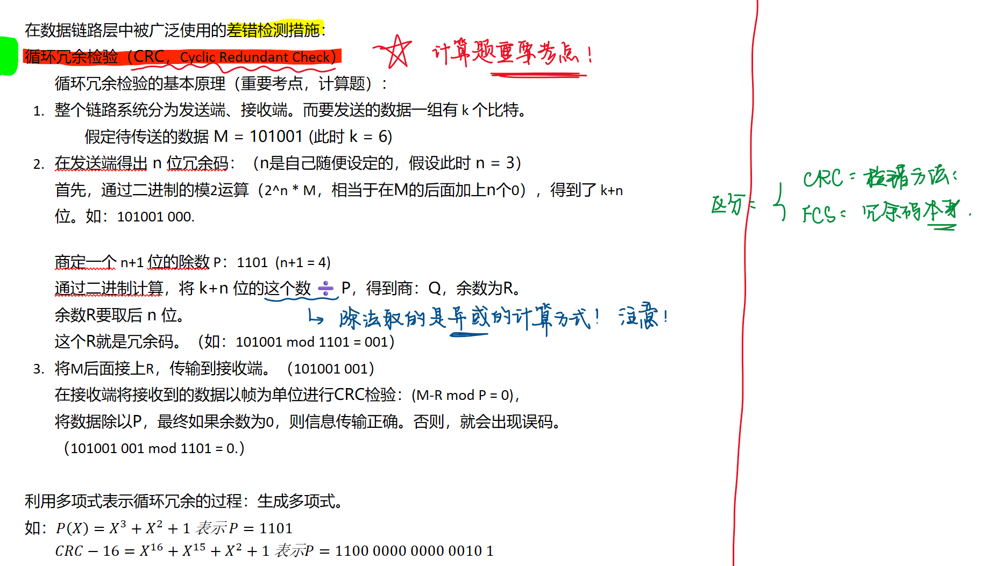 在数据链路层中被广泛使用的差错检测措施：
循环冗余检验（CRC，Cyclic Redundant Check）
计算题重要考点！
循环冗余检验的基本原理（重要考点，计算题）：
1. 整个链路系统分为发送端、接收端。而要发送的数据一组有 k 个比特。
假定待传送的数据 M = 101001 (此时 k = 6)
2. 在发送端得出 n 位冗余码：（n是自己随便设定的，假设此时 n = 3）
首先，通过二进制的模2运算（2^n * M，相当于在M的后面加上n个0），得到了 k+n
位。如：101001 000.
商定一个 n+1 位的除数 P：1101 (n+1 = 4)
通过二进制计算，将 k+n 位的这个数 ➗ P，得到商：Q，余数为R。
余数R要取后 n 位。
↳ 除法取的是异或的计算方式！ 注意！
这个R就是冗余码。（如：101001 mod 1101 = 001）
3. 将M后面接上R，传输到接收端。（101001 001）
在接收端将接收到的数据以帧为单位进行CRC检验：(M-R mod P = 0)，
将数据除以P，最终如果余数为0，则信息传输正确。否则，就会出现误码。
（101001 001 mod 1101 = 0.）
利用多项式表示循环冗余的过程：生成多项式。
如：P(X) = X³ + X² + 1 表示 P = 1101
CRC − 16 = X¹⁶ + X¹⁵ + X² + 1 表示P = 1100 0000 0000 0010 1
区分：
CRC：检错方法；
FCS：冗余码本身.